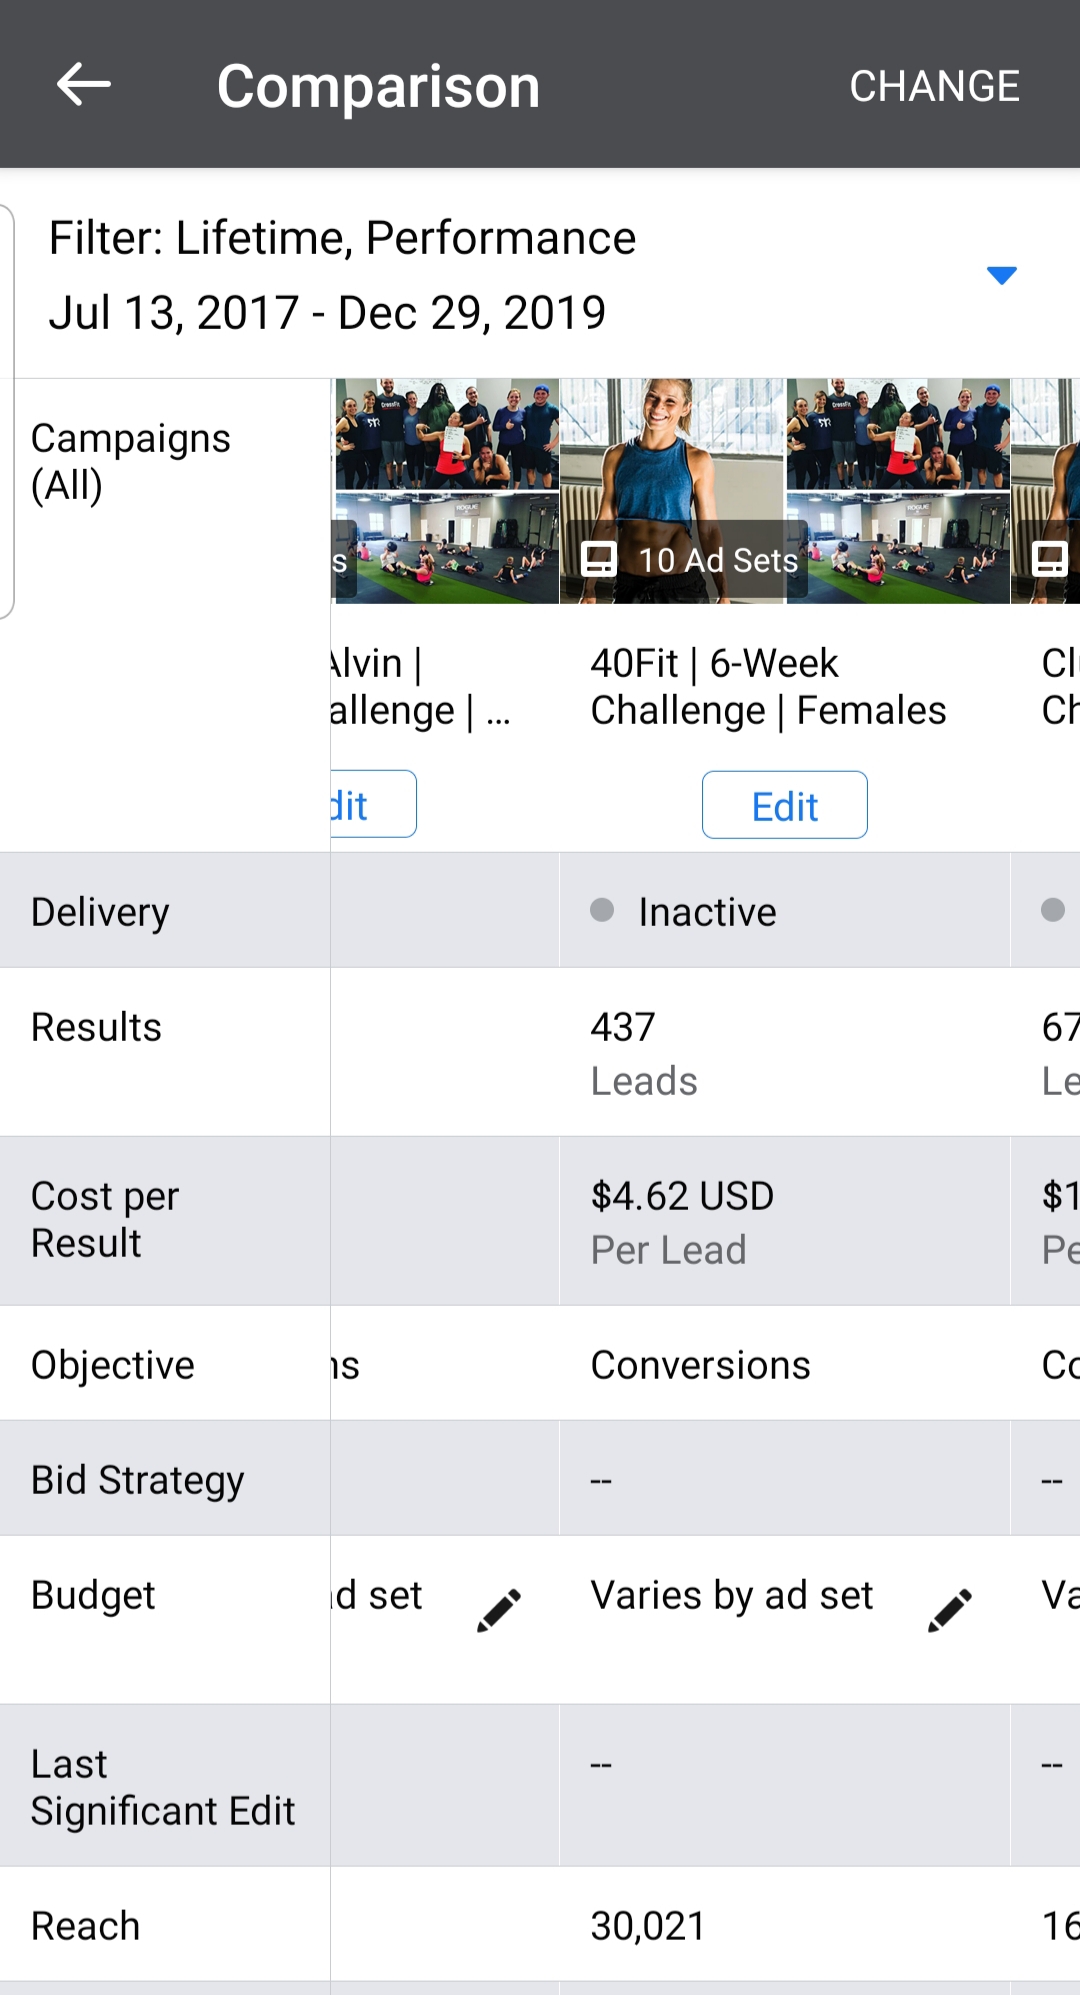 Comparison
CHANGE
Filter: Lifetime, Performance
Jul 13, 2017 - Dec 29, 2019
Campaigns
(All)
s
10 Ad Sets
lvin |
allenge | ...
40Fit | 6-Week
Challenge | Females
Cl
Ch
dit
Edit
Delivery
Inactive
Results
437
67
Leads
Le
Cost per
Result
$4.62 USD
$1
Per Lead
Pe
Objective
ns
Conversions
Co
Bid Strategy
--
--
Budget
d set
Varies by ad set
Va
Last
Significant Edit
--
--
Reach
30,021
16